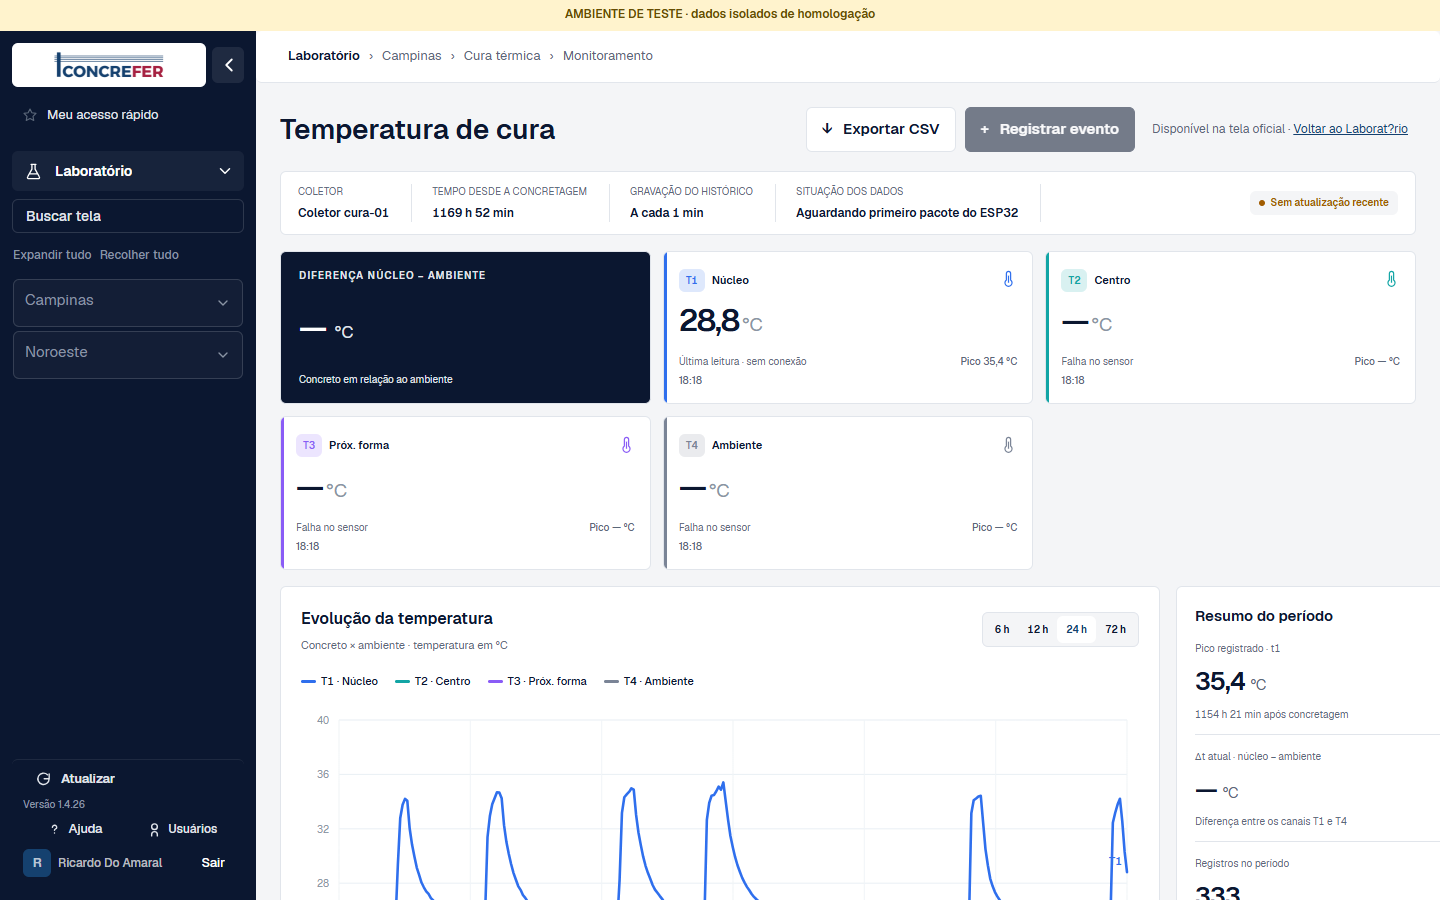 AMBIENTE DE TESTE · dados isolados de homologação
CONCREFER
Meu acesso rápido
Laboratório
Buscar tela
Expandir tudo Recolher tudo
Campinas
Noroeste
Atualizar
Versão 1.4.26
? Ajuda Usuários
R Ricardo Do Amaral Sair
Laboratório › Campinas › Cura térmica › Monitoramento
Temperatura de cura
Exportar CSV
+ Registrar evento
Disponível na tela oficial · Voltar ao Laborat?rio
COLETOR
Coletor cura-01
TEMPO DESDE A CONCRETAGEM
1169 h 52 min
GRAVAÇÃO DO HISTÓRICO
A cada 1 min
SITUAÇÃO DOS DADOS
Aguardando primeiro pacote do ESP32
Sem atualização recente
DIFERENÇA NÚCLEO – AMBIENTE
— °C
Concreto em relação ao ambiente
T1 Núcleo
28,8 °C
Última leitura · sem conexão
18:18
Pico 35,4 °C
T2 Centro
— °C
Falha no sensor
18:18
Pico — °C
T3 Próx. forma
— °C
Falha no sensor
18:18
Pico — °C
T4 Ambiente
— °C
Falha no sensor
18:18
Pico — °C
Evolução da temperatura
Concreto × ambiente · temperatura em °C
6 h 12 h 24 h 72 h
T1 · Núcleo T2 · Centro T3 · Próx. forma T4 · Ambiente
40
36
32
28
T1
Resumo do período
Pico registrado · t1
35,4 °C
1154 h 21 min após concretagem
Δt atual · núcleo – ambiente
— °C
Diferença entre os canais T1 e T4
Registros no período
333